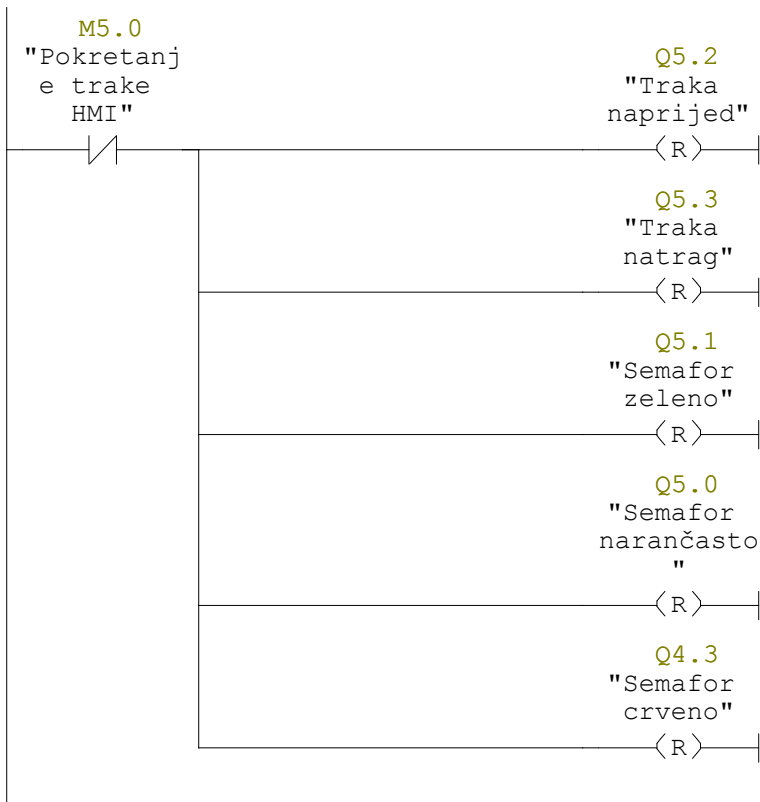 M5.0
"Pokretanj
e trake
HMI"
Q5.2
"Traka
naprijed"
R
Q5.3
"Traka
natrag"
R
Q5.1
"Semafor
zeleno"
R
Q5.0
"Semafor
narančasto
"
R
Q4.3
"Semafor
crveno"
R